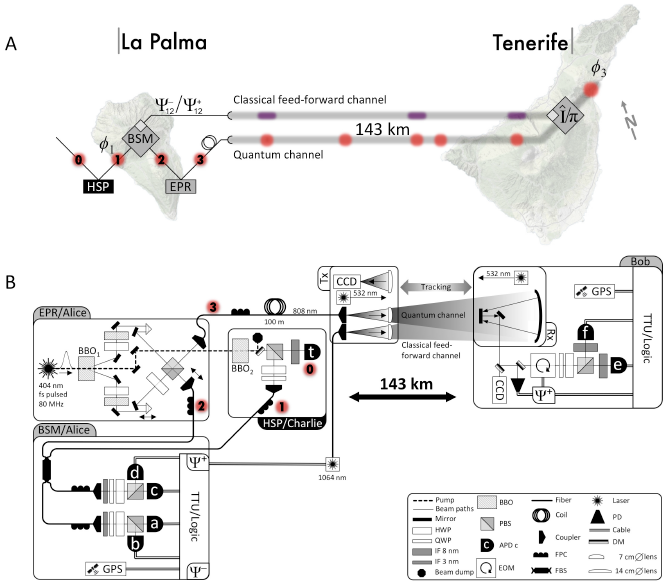 A
La Palma
Tenerife
Ψ₁₂⁻/Ψ₁₂⁺
Classical feed-forward channel
ϕ₃
Î/π
N
143 km
ϕ₁
BSM
0
1
2
3
Quantum channel
HSP
EPR
B
Tx
CCD
532 nm
Tracking
532 nm
Bob
GPS
EPR/Alice
3
100 m
808 nm
Quantum channel
Rx
TTU/Logic
BBO₁
BBO₂
t
0
Classical feed-
forward channel
f
e
404 nm
fs pulsed
80 MHz
2
1
HSP/Charlie
143 km
CCD
Ψ⁺
BSM/Alice
Ψ⁺
d
c
a
b
TTU/Logic
1064 nm
GPS
Ψ⁻
Pump
Beam paths
Mirror
HWP
QWP
IF 8 nm
IF 3 nm
Beam dump
BBO
PBS
c
APD c
EOM
Fiber
Coil
Coupler
FPC
FBS
Laser
PD
Cable
DM
7 cm∅lens
14 cm∅lens